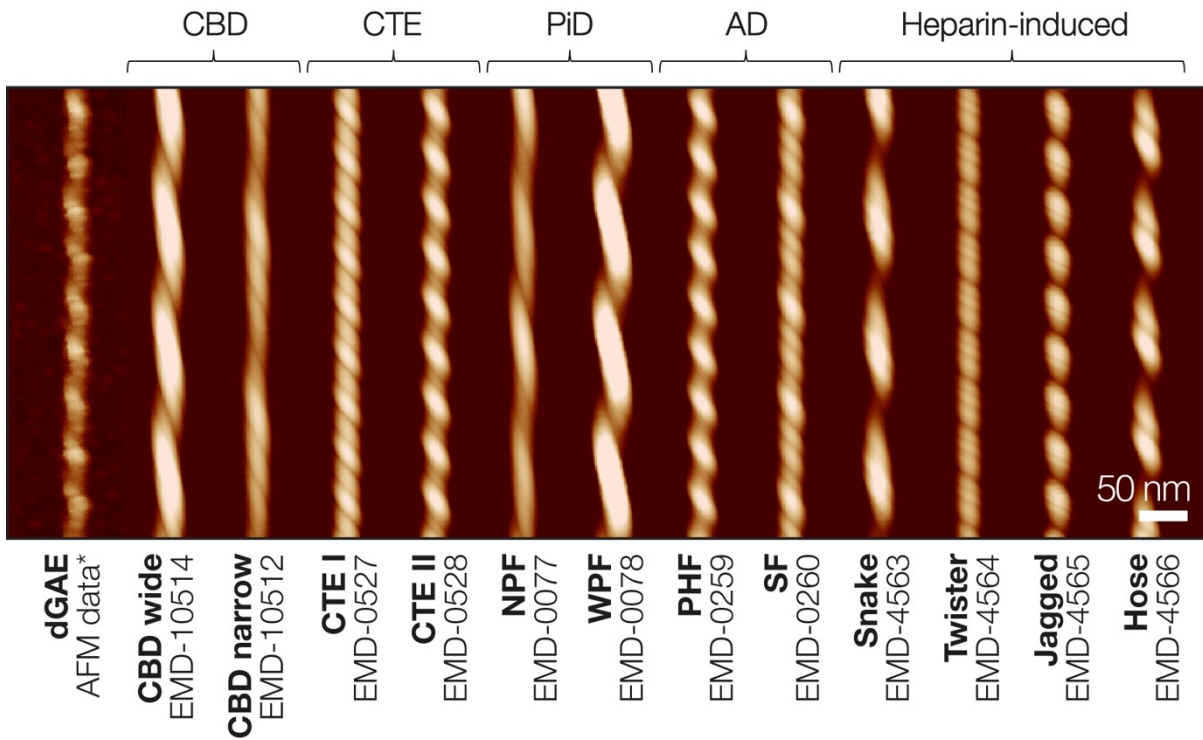 CBD CTE PiD AD Heparin-induced
50 nm
dGAE
AFM data*
CBD wide
EMD-10514
CBD narrow
EMD-10512
CTE I
EMD-0527
CTE II
EMD-0528
NPF
EMD-0077
WPF
EMD-0078
PHF
EMD-0259
SF
EMD-0260
Snake
EMD-4563
Twister
EMD-4564
Jagged
EMD-4565
Hose
EMD-4566